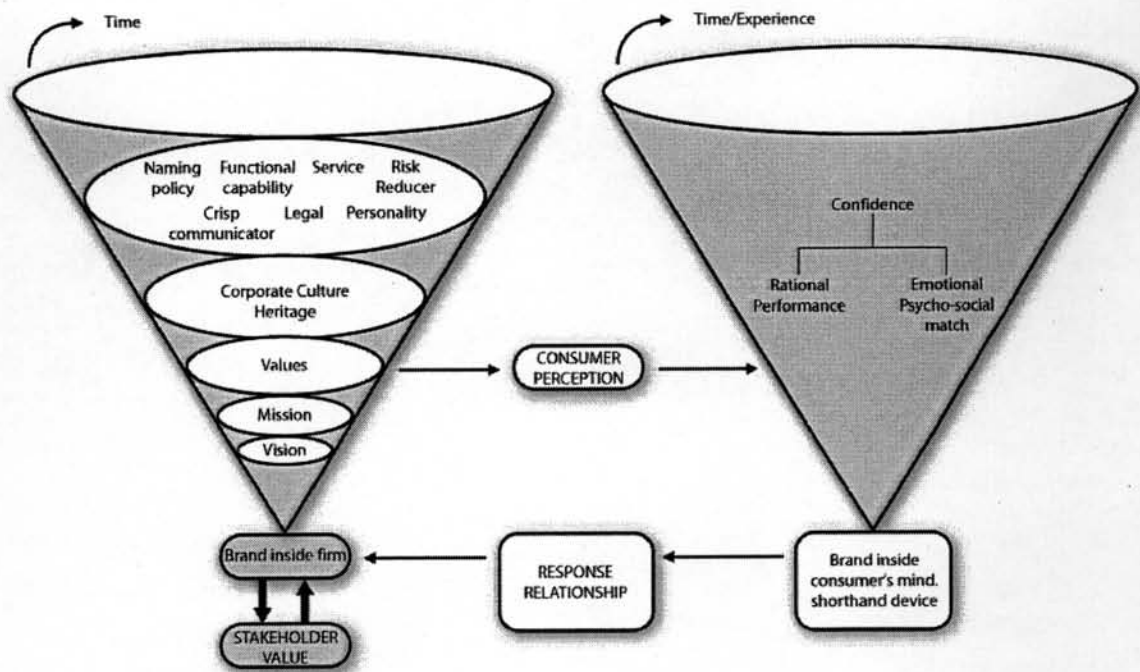 Time
Time/Experience
Naming policy
Functional capability
Service
Risk Reducer
Crisp communicator
Legal
Personality
Corporate Culture
Heritage
Values
Mission
Vision
Brand inside firm
STAKEHOLDER
VALUE
CONSUMER
PERCEPTION
Confidence
Rational
Performance
Emotional
Psycho-social
match
RESPONSE
RELATIONSHIP
Brand inside
consumer's mind.
shorthand device